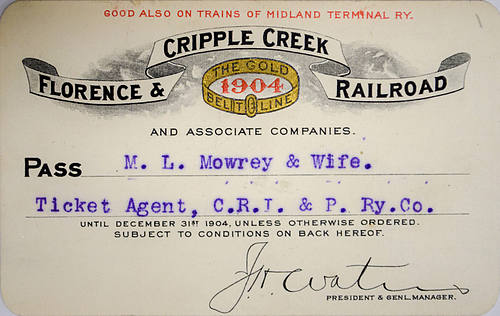 GOOD ALSO ON TRAINS OF MIDLAND TERMINAL RY.
CRIPPLE CREEK
FLORENCE & RAILROAD
THE GOLD
1904
BELT LINE
AND ASSOCIATE COMPANIES.
PASS M. L. Mowrey & Wife.
Ticket Agent, C.R.I. & P. Ry.Co.
UNTIL DECEMBER 31ST 1904, UNLESS OTHERWISE ORDERED.
SUBJECT TO CONDITIONS ON BACK HEREOF.
PRESIDENT & GENL. MANAGER.